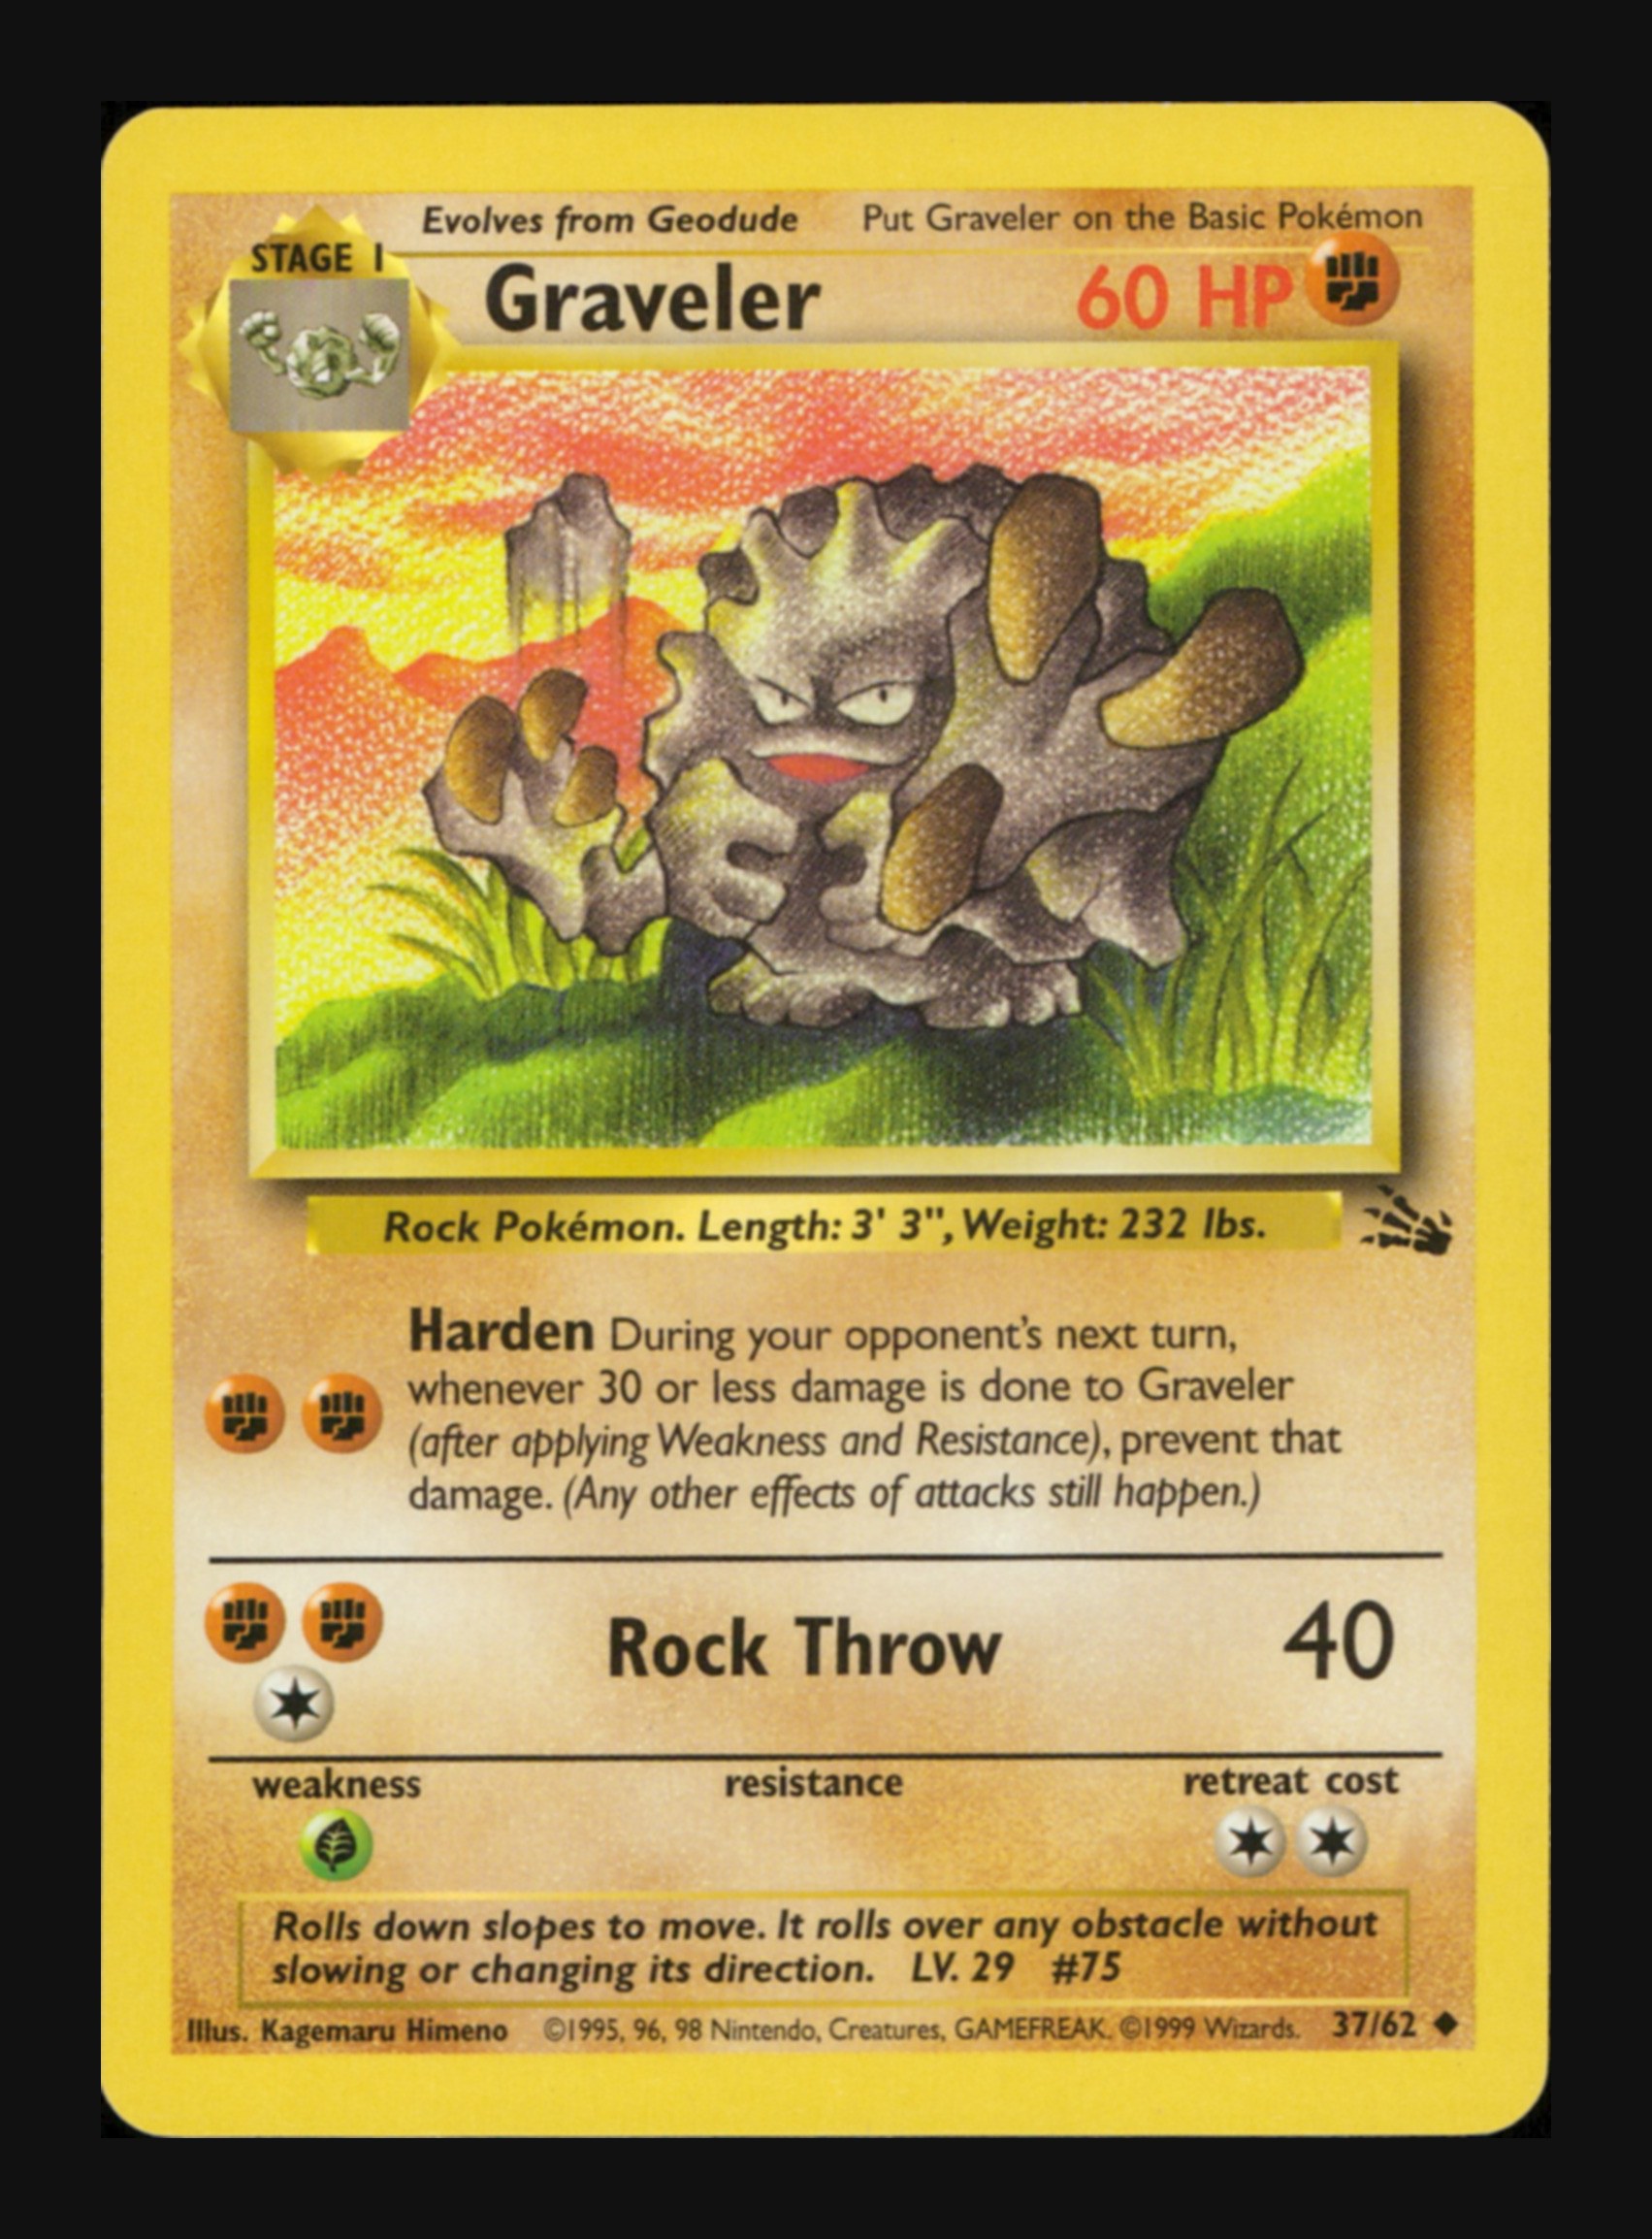 Evolves from Geodude Put Graveler on the Basic Pokémon
STAGE 1
Graveler 60 HP
Rock Pokémon. Length: 3' 3", Weight: 232 lbs.
Harden During your opponent's next turn,
whenever 30 or less damage is done to Graveler
(after applying Weakness and Resistance), prevent that
damage. (Any other effects of attacks still happen.)
Rock Throw 40
weakness resistance retreat cost
Rolls down slopes to move. It rolls over any obstacle without
slowing or changing its direction. LV. 29 #75
Illus. Kagemaru Himeno ©1995, 96, 98 Nintendo, Creatures, GAMEFREAK. ©1999 Wizards. 37/62